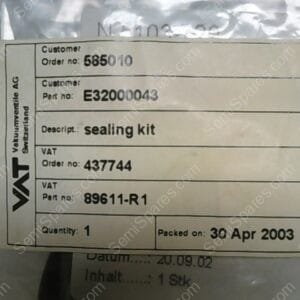 Customer
Order no: 585010
Customer
Part no: E32000043
Descript.: sealing kit
VAT
Order no: 437744
VAT
Part no: 89611-R1
Quantity: 1 Packed on: 30 Apr 2003
VAT Vakuumventile AG
Switzerland
Datum....: 20.09.02
Inhalt....: 1 Stk
SemiSpares.com